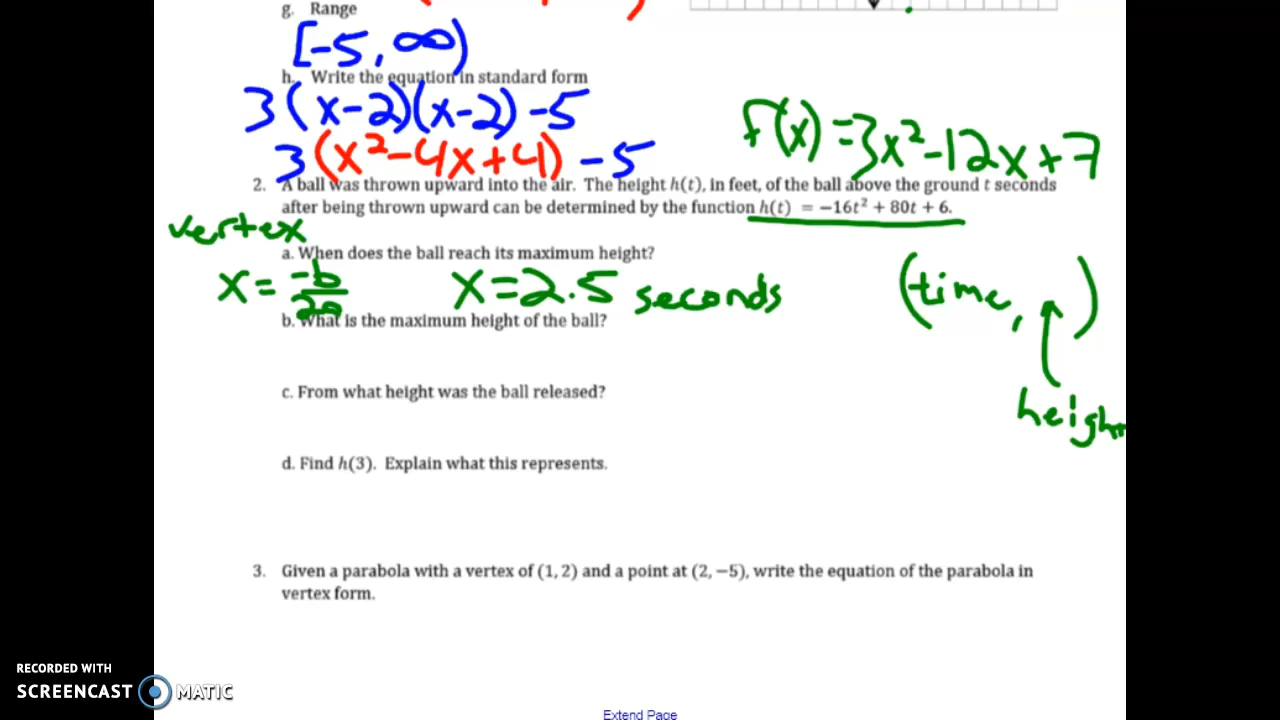 g. Range
[-5, ∞)
h. Write the equation in standard form
3(x-2)(x-2) -5
3(x²-4x+4) -5
f(x) =3x²-12x+7
2. A ball was thrown upward into the air. The height h(t), in feet, of the ball above the ground t seconds
after being thrown upward can be determined by the function h(t) = −16t² + 80t + 6.
vertex
a. When does the ball reach its maximum height?
x = -b/2a x=2.5 seconds
(time, )
b. What is the maximum height of the ball?
c. From what height was the ball released?
height
d. Find h(3). Explain what this represents.
3. Given a parabola with a vertex of (1, 2) and a point at (2, −5), write the equation of the parabola in
vertex form.
RECORDED WITH
SCREENCAST MATIC
Extend Page